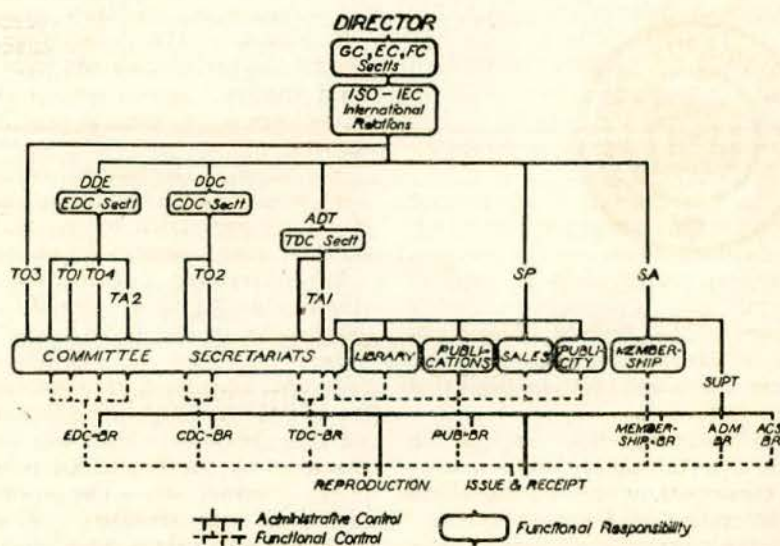 DIRECTOR
GC, EC, FC
Sectts
ISO-IEC
International
Relations
DDE
EDC Sectt
DDC
CDC Sectt
ADT
TDC Sectt
TO3
TO1
TO4
TA2
TO2
TA1
SP
SA
COMMITTEE SECRETARIATS
LIBRARY
PUBLI-
CATIONS
SALES
PUBLI-
CITY
MEMBER-
SHIP
SUPT
EDC-BR
CDC-BR
TDC-BR
PUB-BR
MEMBER-
SHIP-BR
ADM
BR
ACS
BR
REPRODUCTION
ISSUE & RECEIPT
Administrative Control
Functional Control
Functional Responsibility